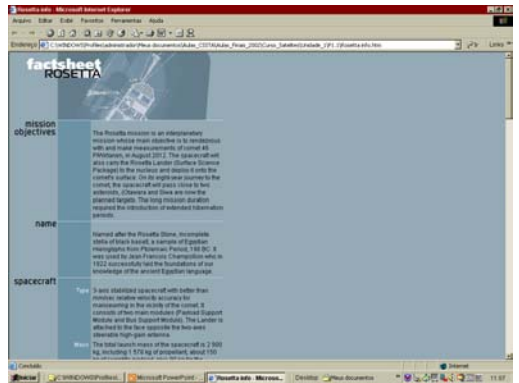 Rosetta info - Microsoft Internet Explorer
Arquivo Editar Exibir Favoritos Ferramentas Ajuda
Endereço
Links
factsheet
ROSETTA
mission
objectives
The Rosetta mission is an interplanetary
mission whose main objective is to rendezvous
with and make measurements of comet 46
P/Wirtanen, in August 2012. The spacecraft will
also carry the Rosetta Lander (Surface Science
Package) to the nucleus and deploy it onto the
comet's surface. On its eight-year journey to the
comet, the spacecraft will pass close to two
asteroids, (Otawara and Siwa are now the
planned targets. The long mission duration
required the introduction of extended hibernation
periods.
name
Named after the Rosetta Stone, incomplete
stella of black basalt, a sample of Egyptian
from Ptolemaic Period, 196 BC. It
was used by Jean-Francois Champollion who in
1822 successfully laid the foundations of our
knowledge of the ancient Egyptian language.
spacecraft
Type 3-axis stabilized spacecraft with better than
relative velocity accuracy for
manoeuvring in the vicinity of the comet. It
consists of two main modules (Payload Support
Module and Bus Support Module). The Lander is
attached to the face opposite the two-axes
steerable high-gain antenna.
Mass The total launch mass of the spacecraft is 2 900
kg, including 1 578 kg of propellant, about 150
Concluído
Internet
Iniciar
Microsoft PowerPoint
Rosetta info - Micros...
Desktop
Meus documentos
11:07